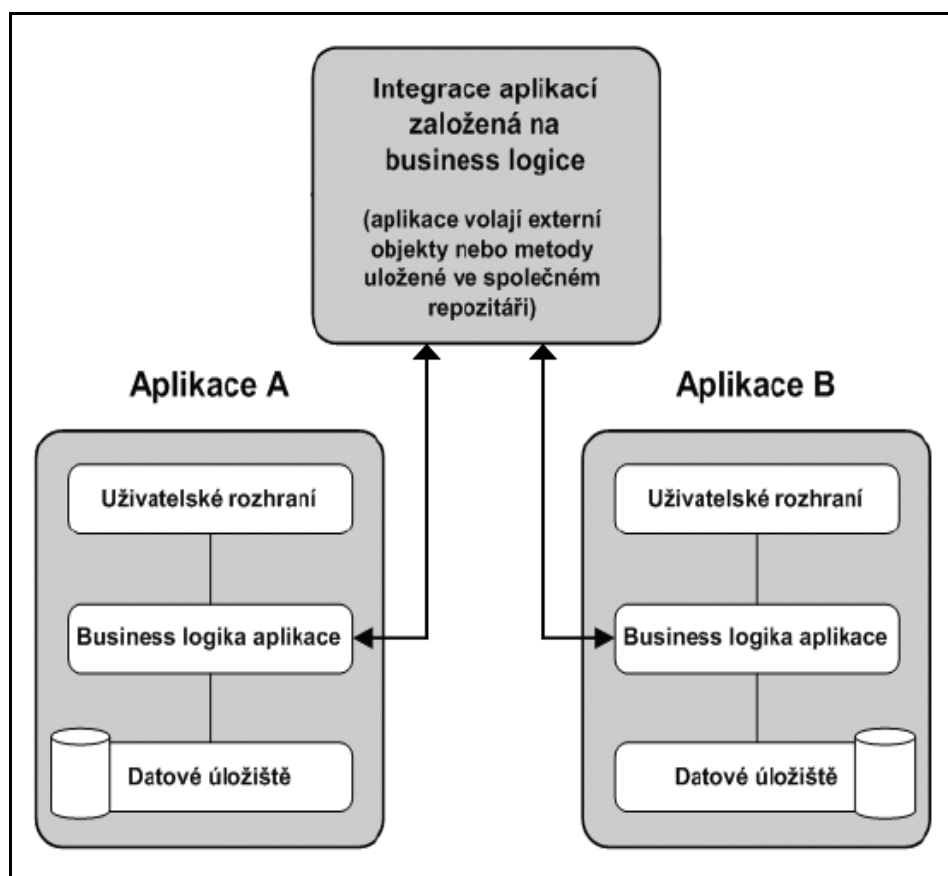 Integrace aplikací
založená na
business logice
(aplikace volají externí
objekty nebo metody
uložené ve společném
repozitáři)
Aplikace A
Aplikace B
Uživatelské rozhraní
Business logika aplikace
Datové úložiště
Uživatelské rozhraní
Business logika aplikace
Datové úložiště